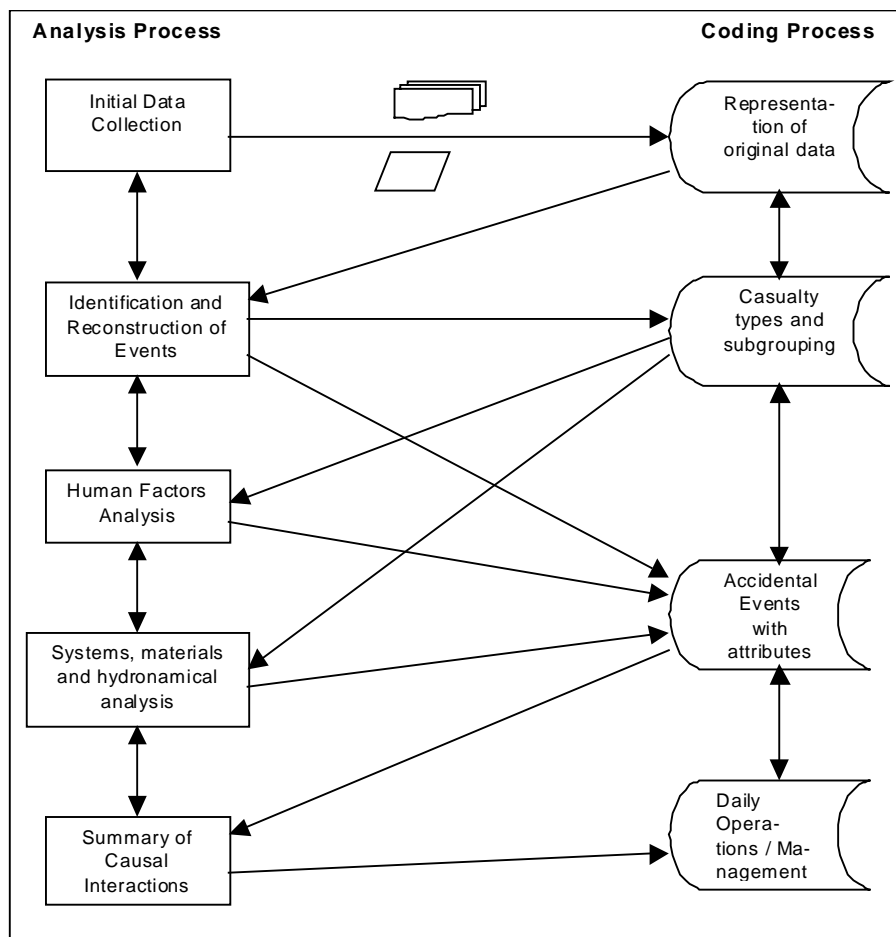 Analysis Process
Coding Process
Initial Data
Collection
Representa-
tion of
original data
Identification and
Reconstruction of
Events
Casualty
types and
subgrouping
Human Factors
Analysis
Accidental
Events
with
attributes
Systems, materials
and hydronamical
analysis
Daily
Opera-
tions / Ma-
nagement
Summary of
Causal
Interactions